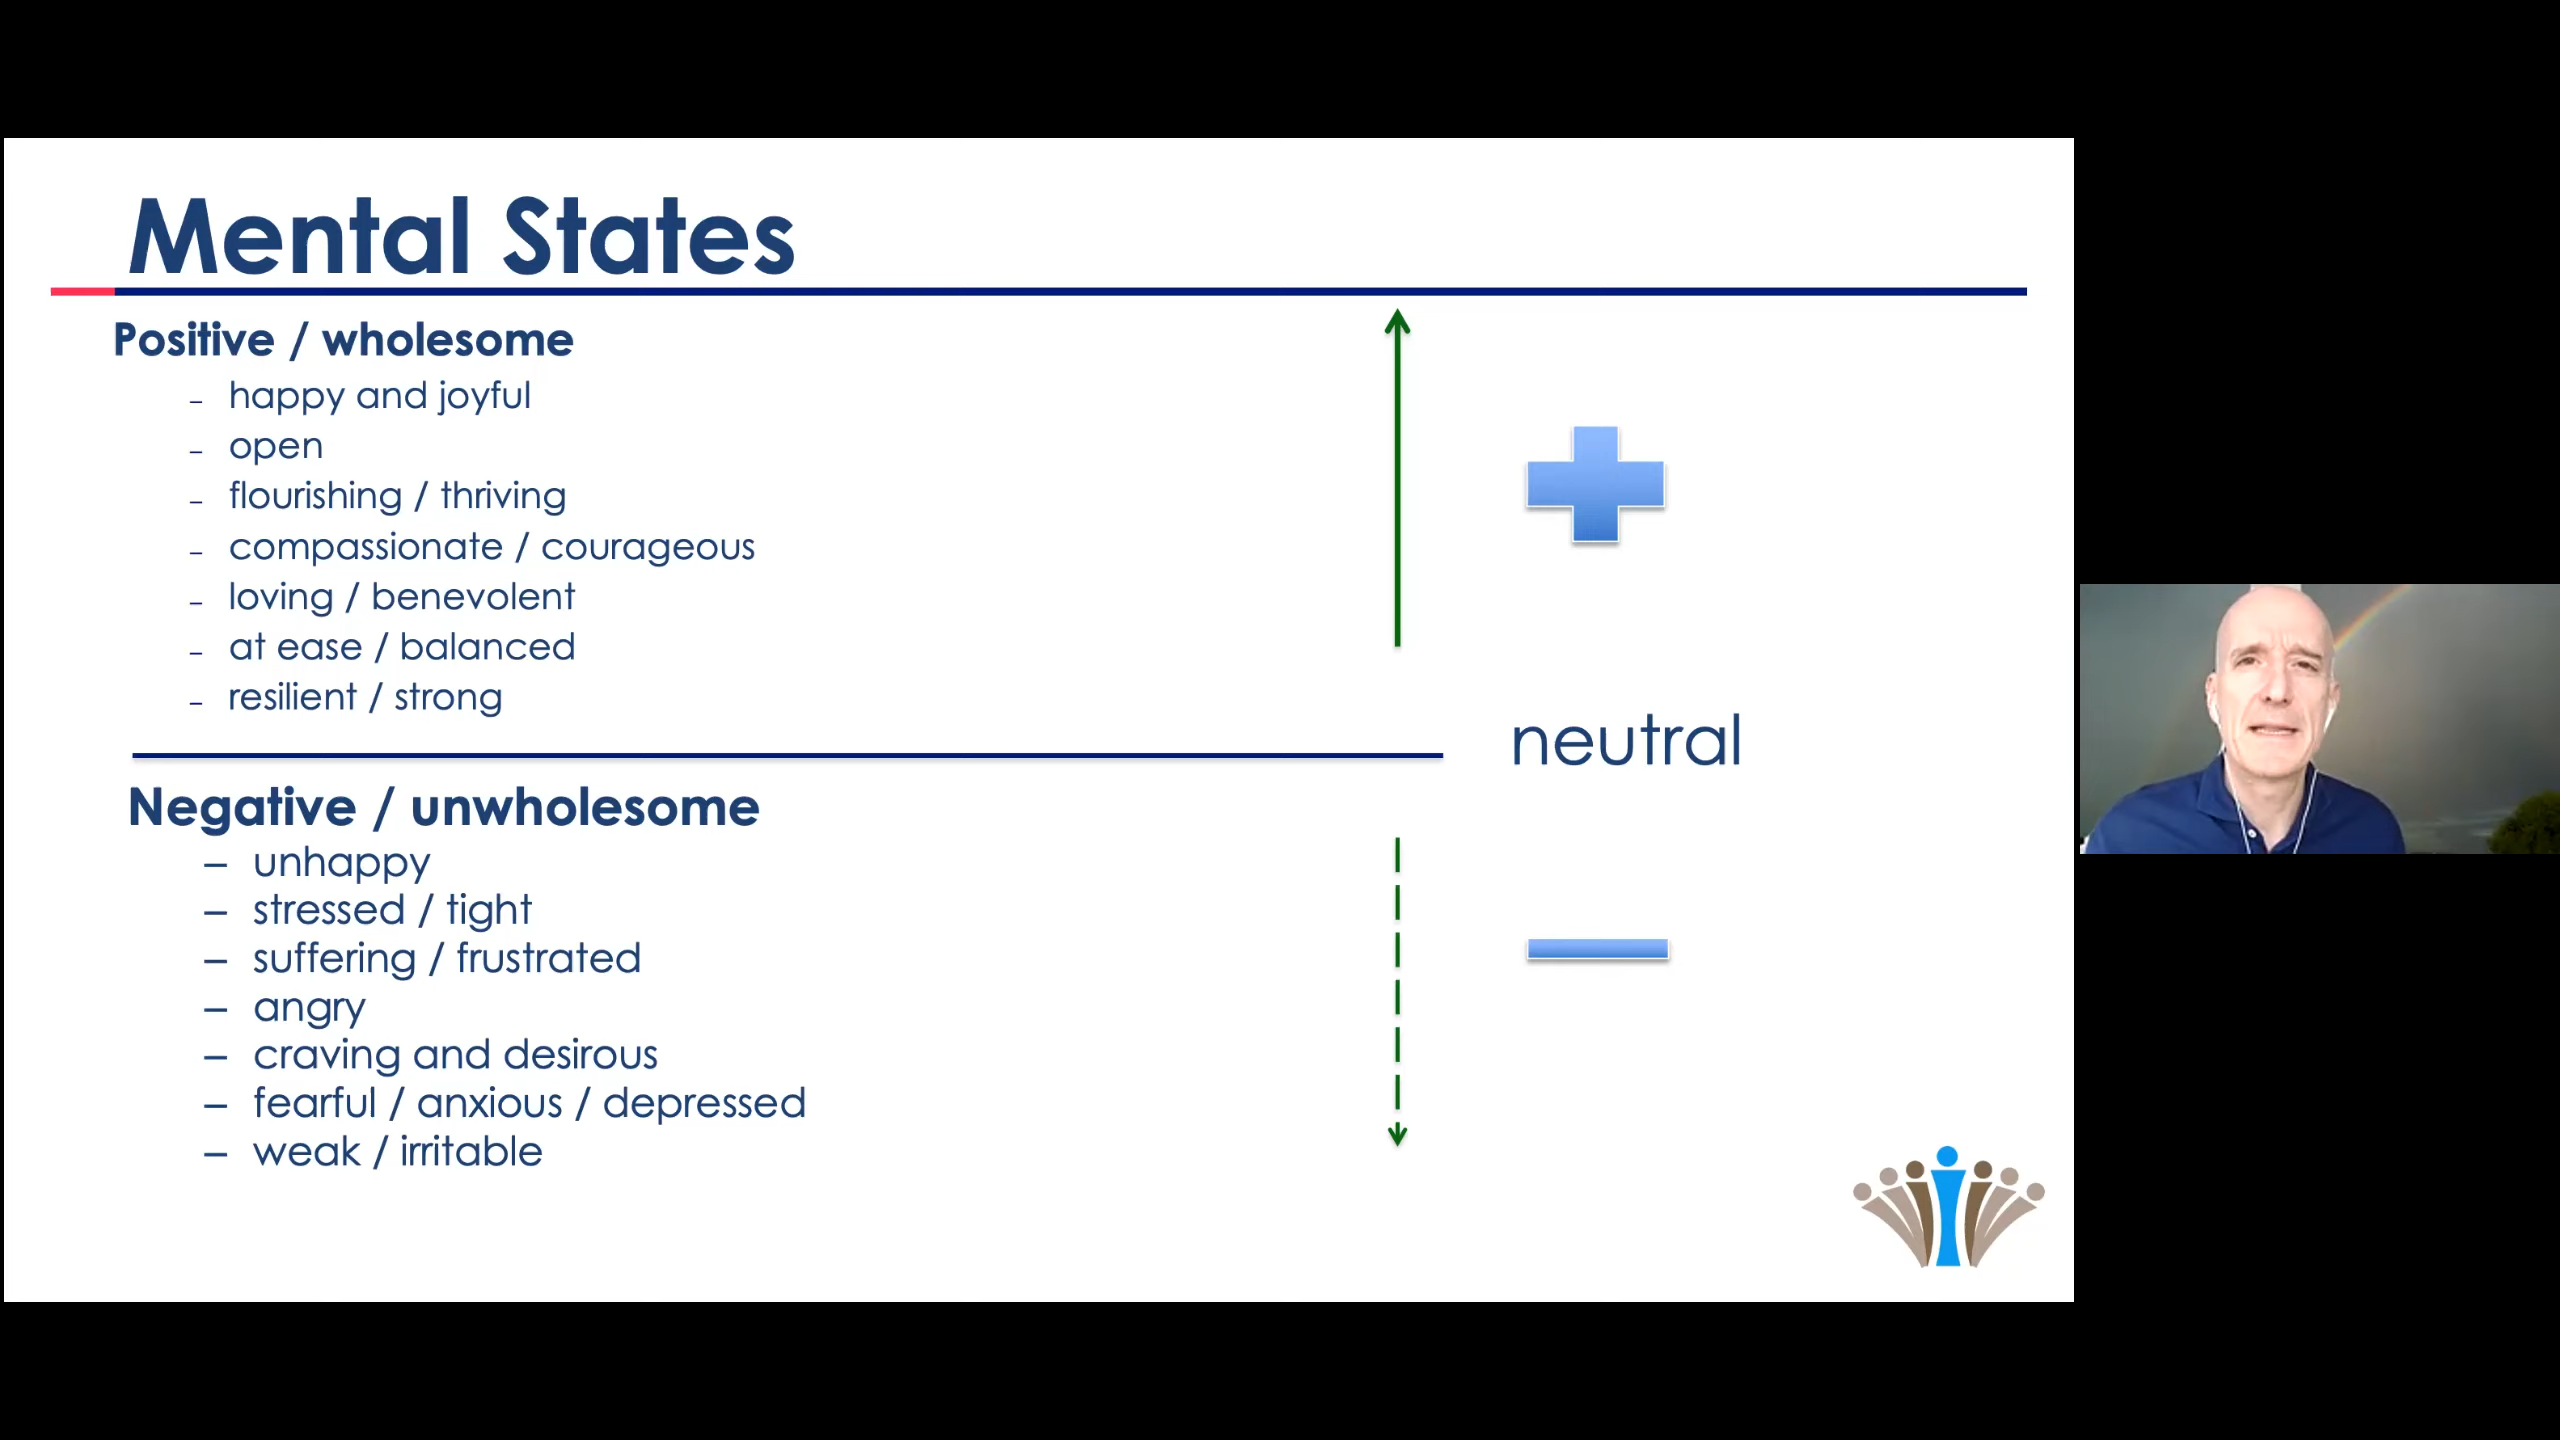 Mental States
Positive / wholesome
– happy and joyful
– open
– flourishing / thriving
– compassionate / courageous
– loving / benevolent
– at ease / balanced
– resilient / strong
neutral
Negative / unwholesome
– unhappy
– stressed / tight
– suffering / frustrated
– angry
– craving and desirous
– fearful / anxious / depressed
– weak / irritable